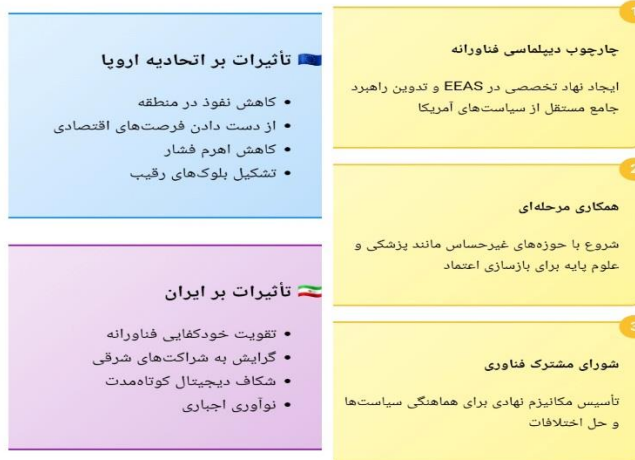 1
چارچوب دیپلماسی فناورانه
ایجاد نهاد تخصصی در EEAS و تدوین راهبرد
جامع مستقل از سیاست‌های آمریکا
2
همکاری مرحله‌ای
شروع با حوزه‌های غیرحساس مانند پزشکی و
علوم پایه برای بازسازی اعتماد
3
شورای مشترک فناوری
تأسیس مکانیزم نهادی برای هماهنگی سیاست‌ها
و حل اختلافات
تأثیرات بر اتحادیه اروپا
• کاهش نفوذ در منطقه
• از دست دادن فرصت‌های اقتصادی
• کاهش اهرم فشار
• تشکیل بلوک‌های رقیب
تأثیرات بر ایران
• تقویت خودکفایی فناورانه
• گرایش به شراکت‌های شرقی
• شکاف دیجیتال کوتاه‌مدت
• نوآوری اجباری